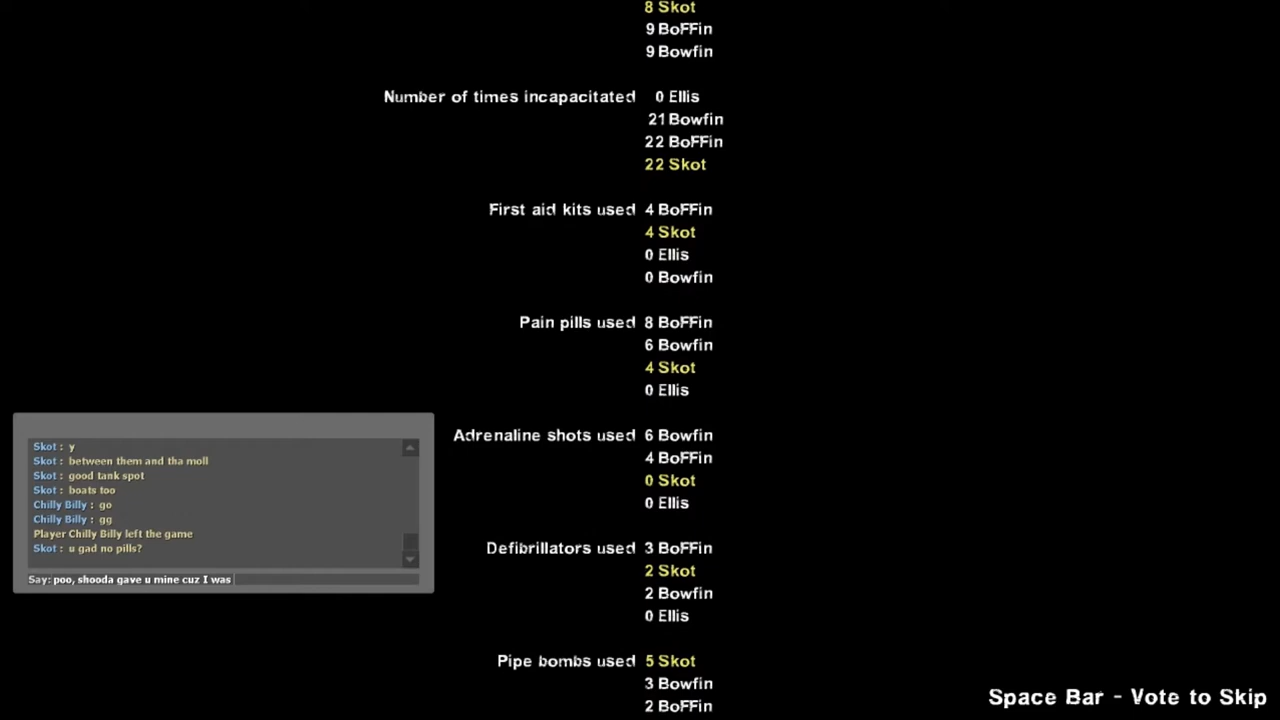 8 Skot
9 BoFFin
9 Bowfin
Number of times incapacitated 0 Ellis
21 Bowfin
22 BoFFin
22 Skot
First aid kits used 4 BoFFin
4 Skot
0 Ellis
0 Bowfin
Pain pills used 8 BoFFin
6 Bowfin
4 Skot
0 Ellis
Adrenaline shots used 6 Bowfin
4 BoFFin
0 Skot
0 Ellis
Defibrillators used 3 BoFFin
2 Skot
2 Bowfin
0 Ellis
Pipe bombs used 5 Skot
3 Bowfin
2 BoFFin
Skot : y
Skot : between them and tha moll
Skot : good tank spot
Skot : boats too
Chilly Billy : go
Chilly Billy : gg
Player Chilly Billy left the game
Skot : u gad no pills?
Say: poo, shooda gave u mine cuz I was
Space Bar - Vote to Skip